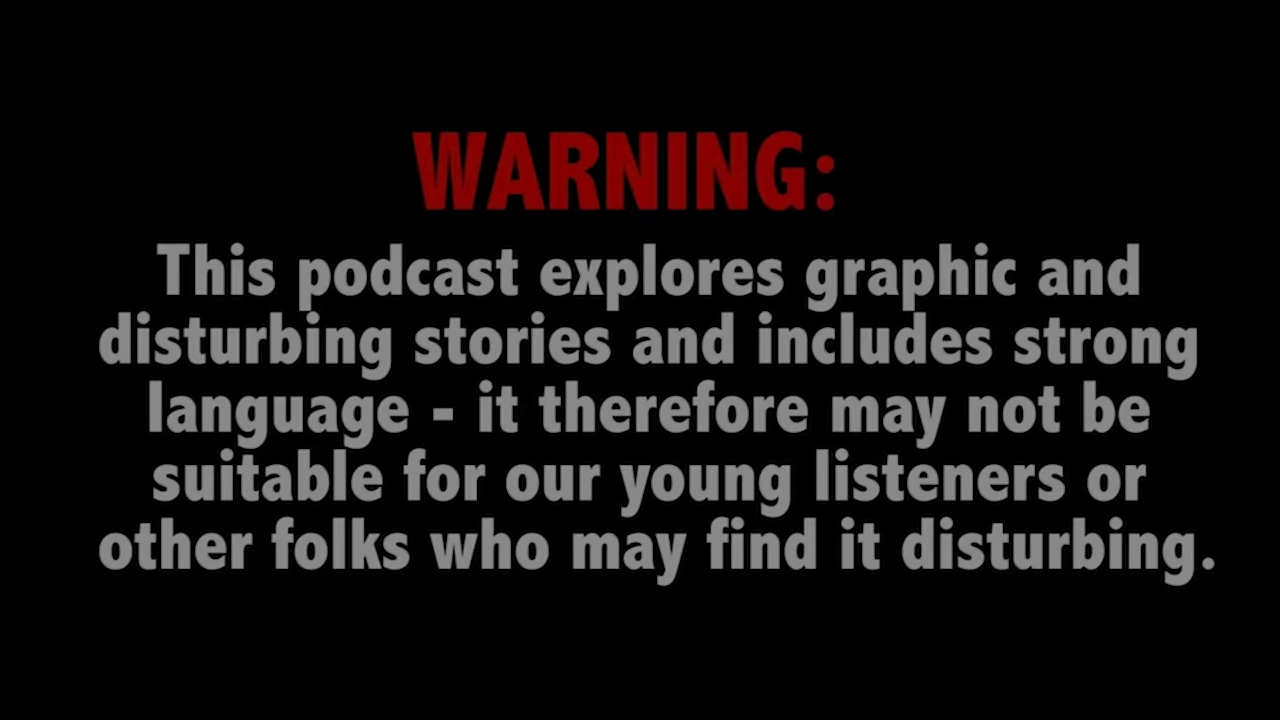 WARNING:
This podcast explores graphic and
disturbing stories and includes strong
language - it therefore may not be
suitable for our young listeners or
other folks who may find it disturbing.